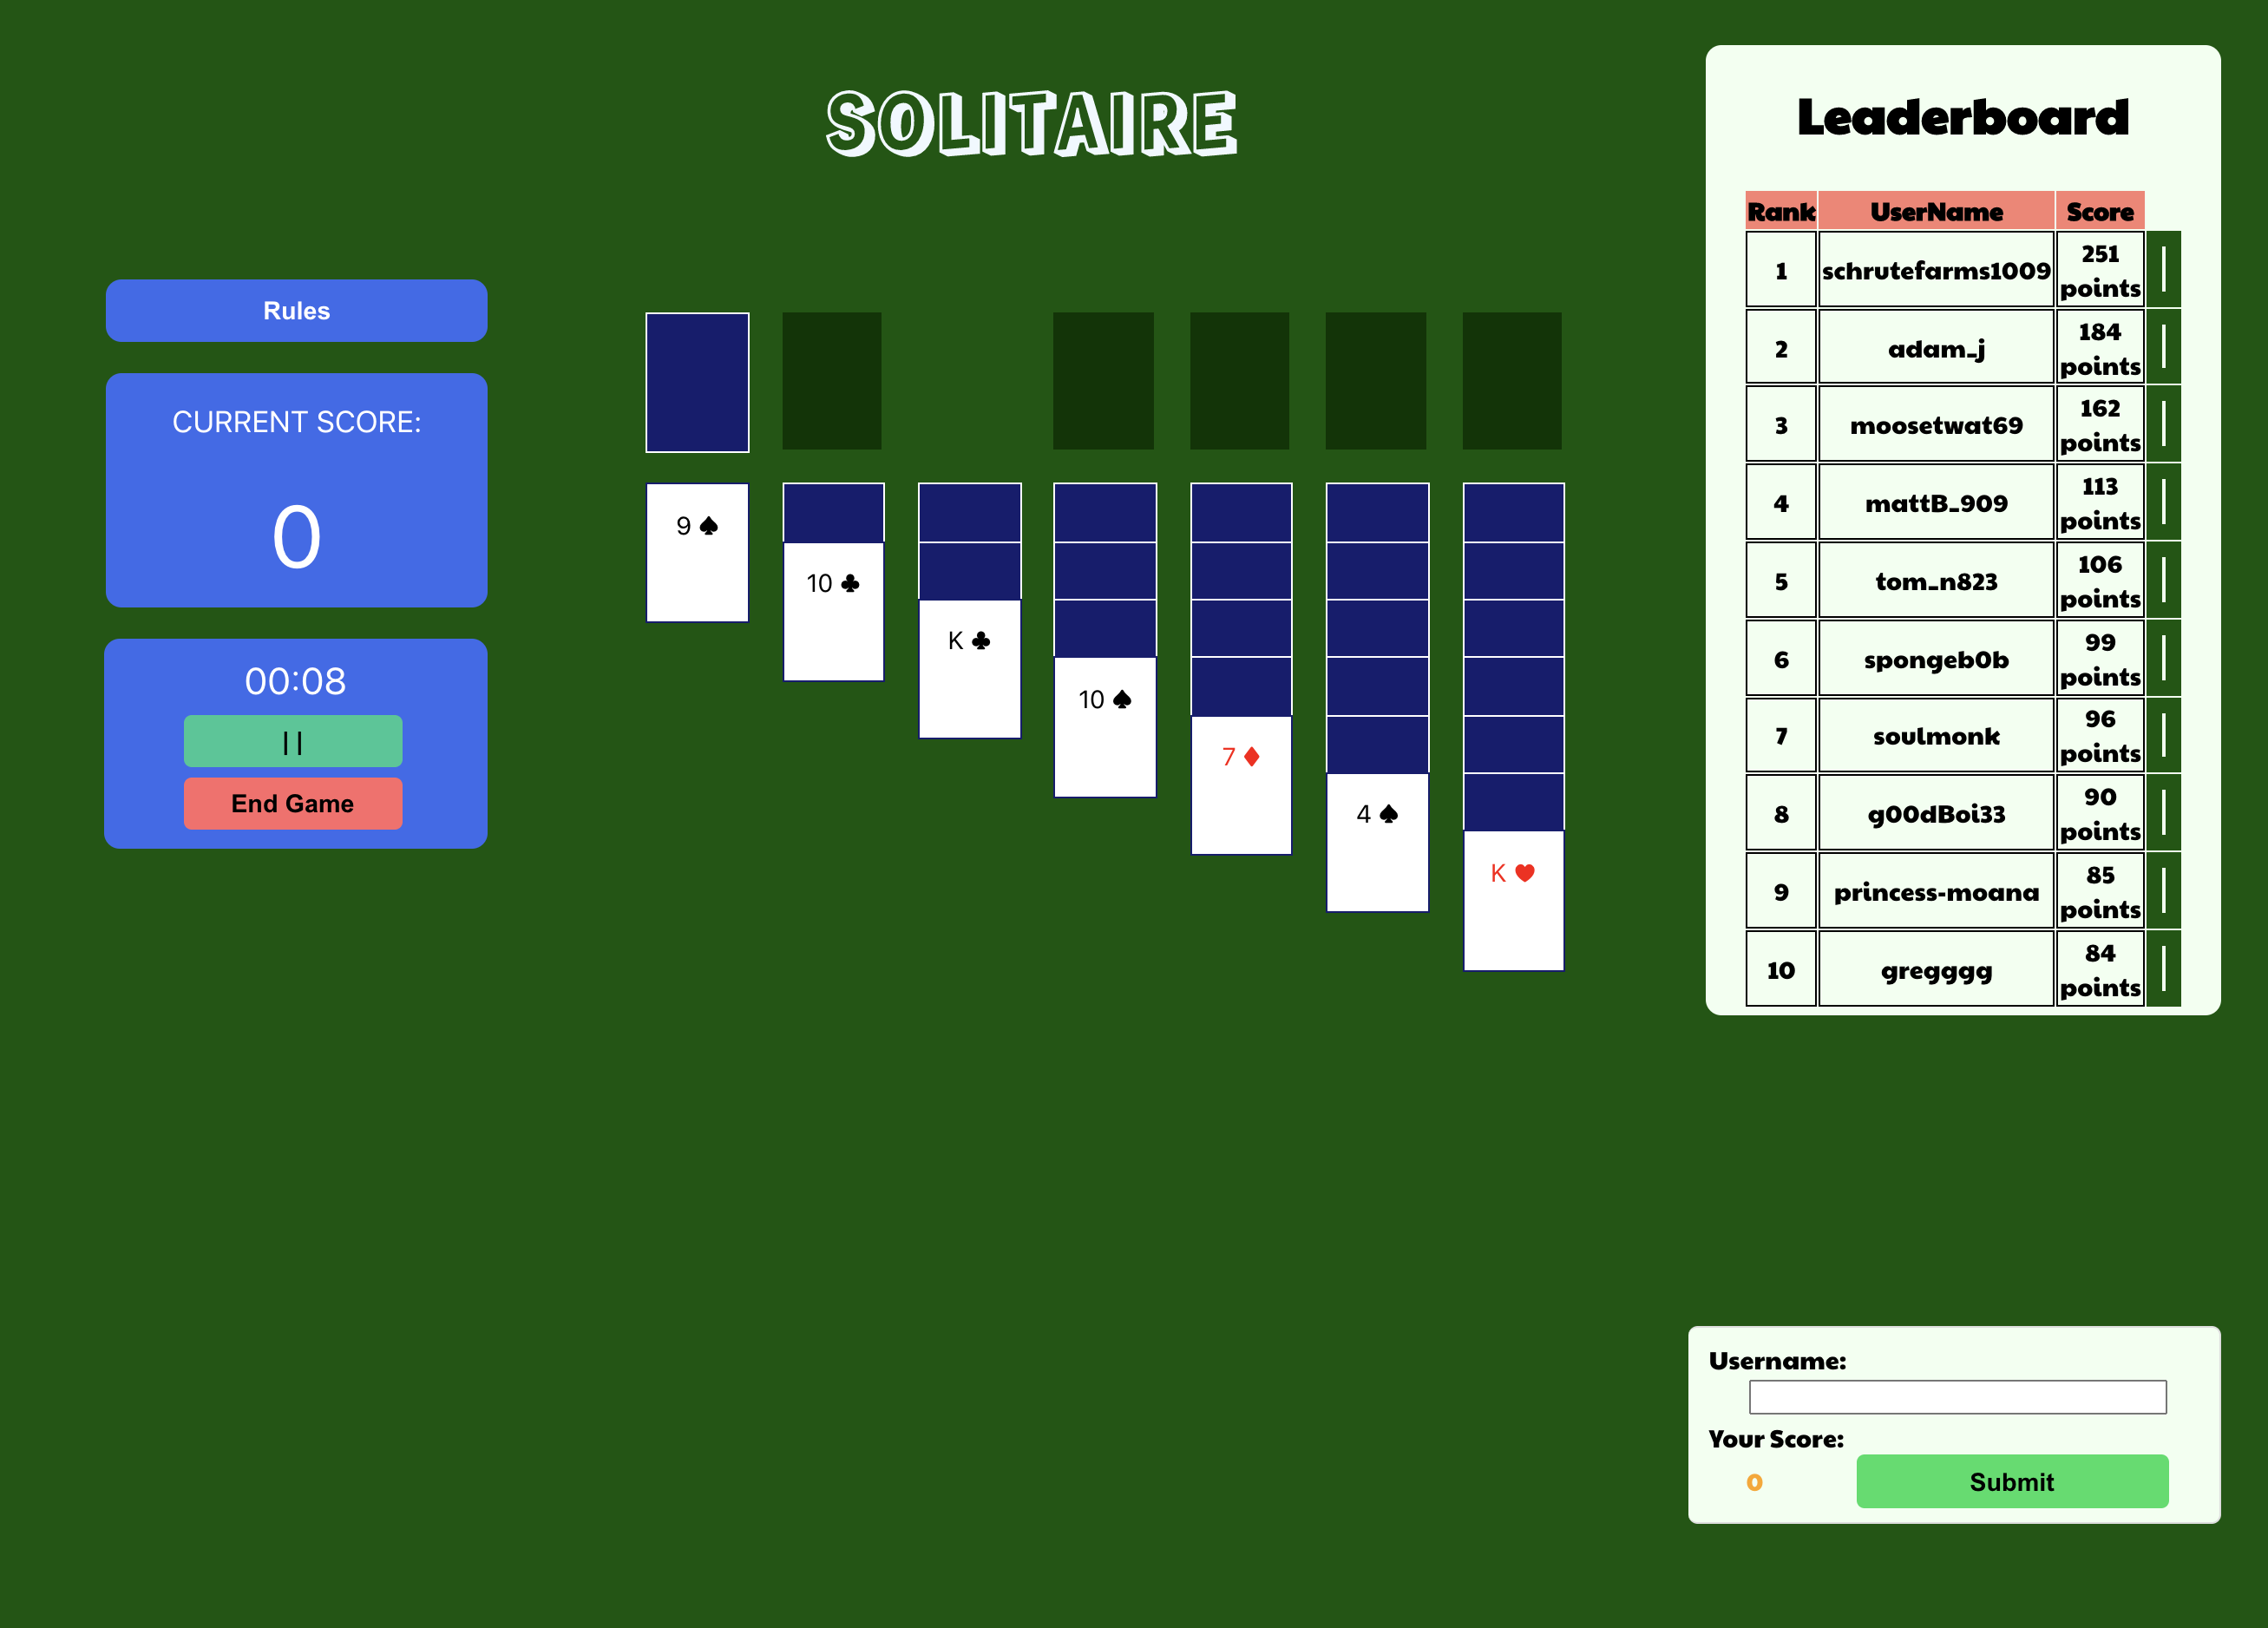 SOLITAIRE
Rules
CURRENT SCORE:
0
00:08
||
End Game
9 ♠
10 ♣
K ♣
10 ♠
7 ♦
4 ♠
K ♥
Leaderboard
Rank UserName Score
1 schrutefarms1009 251 points |
2 adam_j 184 points |
3 moosetwat69 162 points |
4 mattB_909 113 points |
5 tom_n823 106 points |
6 spongeb0b 99 points |
7 soulmonk 96 points |
8 g00dBoi33 90 points |
9 princess-moana 85 points |
10 gregggg 84 points |
Username:
Your Score:
0 Submit